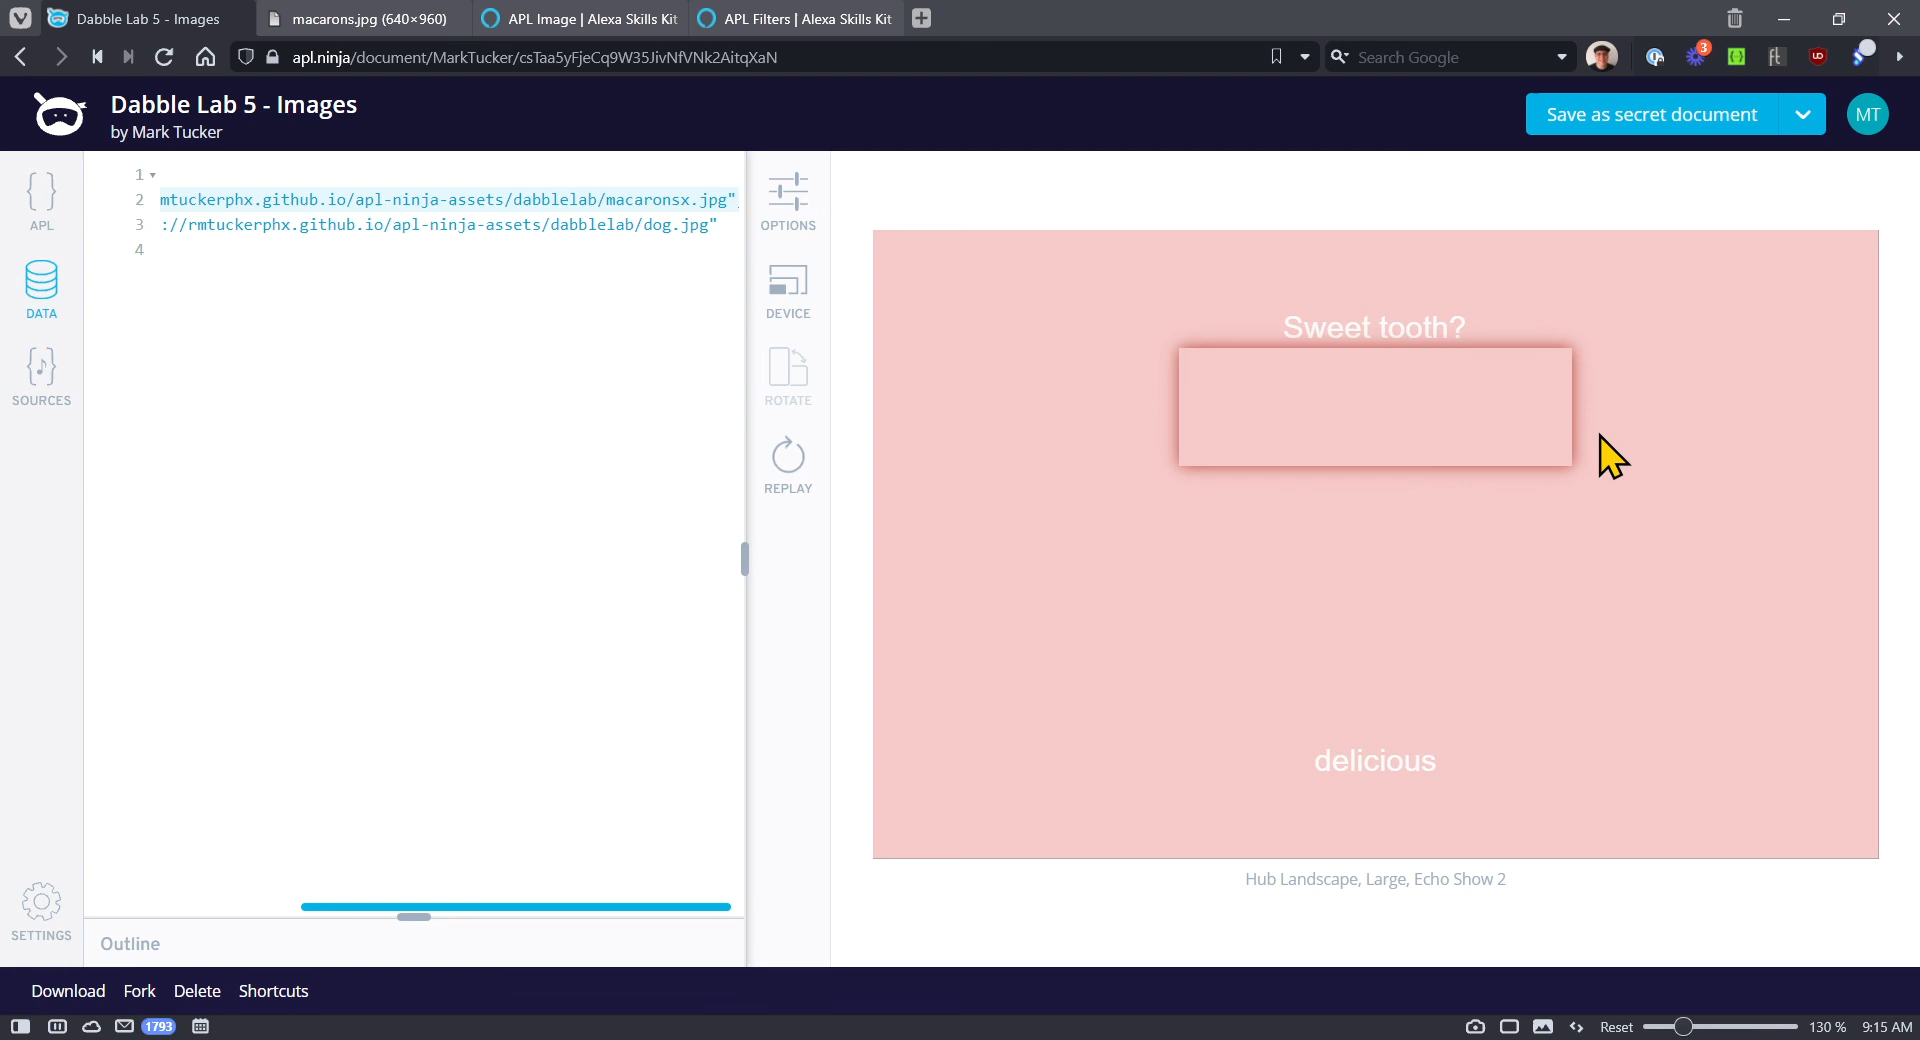 Dabble Lab 5 - Images
macarons.jpg (640×960)
APL Image | Alexa Skills Kit
APL Filters | Alexa Skills Kit
apl.ninja/document/MarkTucker/csTaa5yFjeCq9W35JivNfVNk2AitqXaN
Search Google
3
Dabble Lab 5 - Images
by Mark Tucker
Save as secret document
MT
APL
DATA
SOURCES
SETTINGS
1
2 mtuckerphx.github.io/apl-ninja-assets/dabblelab/macaronsx.jpg",
3 ://rmtuckerphx.github.io/apl-ninja-assets/dabblelab/dog.jpg"
4
OPTIONS
DEVICE
ROTATE
REPLAY
Sweet tooth?
delicious
Hub Landscape, Large, Echo Show 2
Outline
Download Fork Delete Shortcuts
1793
Reset
130 %
9:15 AM